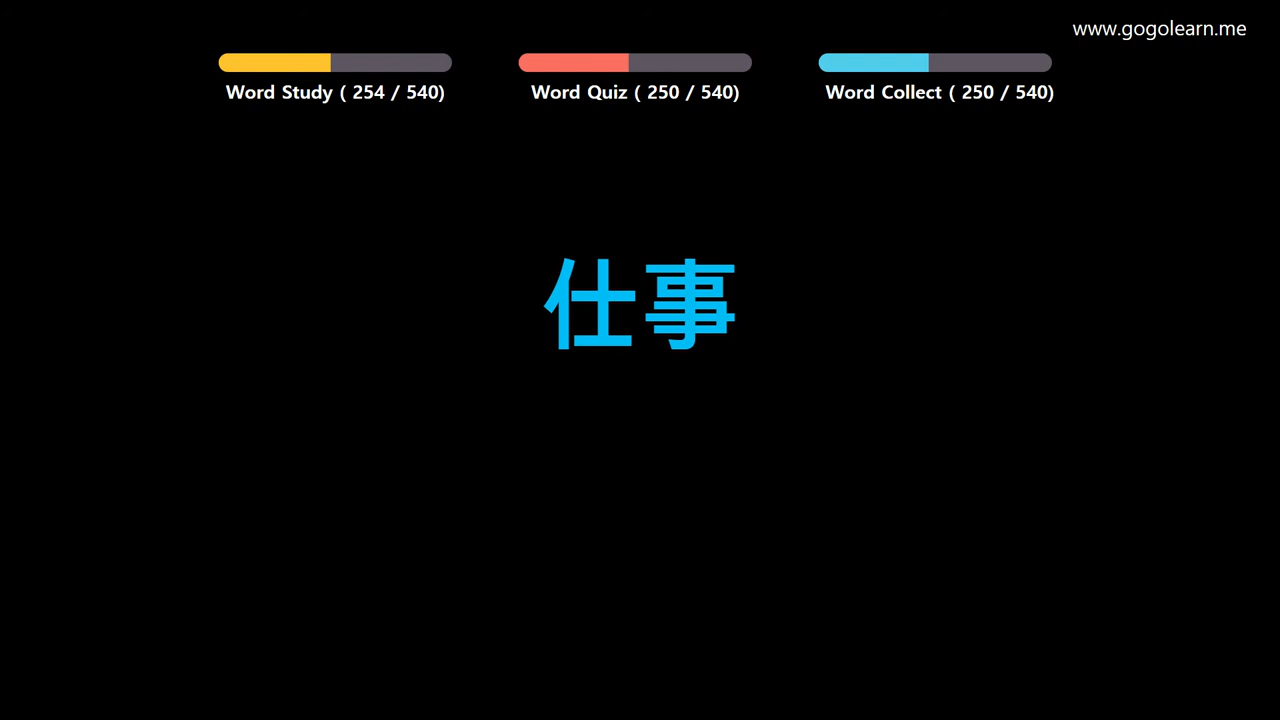 www.gogolearn.me
Word Study ( 254 / 540)
Word Quiz ( 250 / 540)
Word Collect ( 250 / 540)
仕事